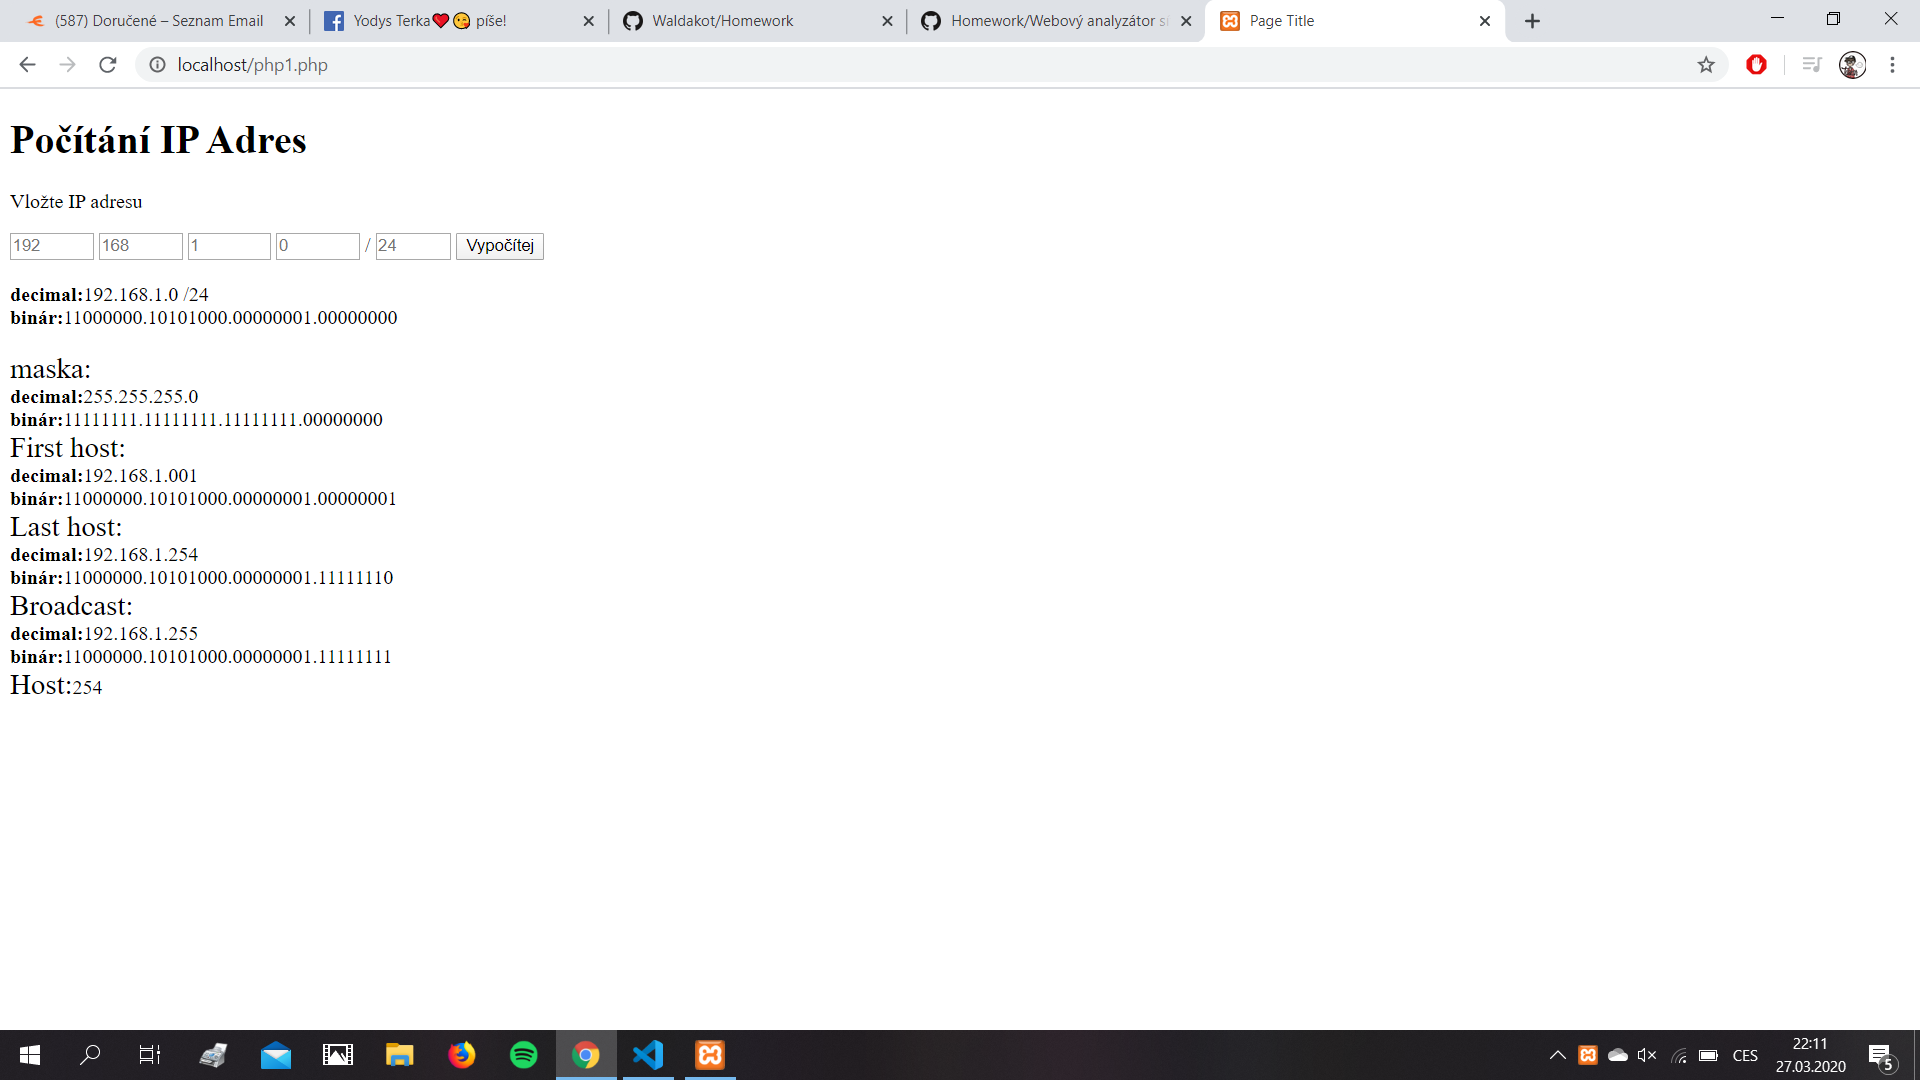 (587) Doručené – Seznam Email
Yodys Terka❤😘 píše!
Waldakot/Homework
Homework/Webový analyzátor
Page Title
localhost/php1.php
Počítání IP Adres
Vložte IP adresu
192 168 1 0 / 24 Vypočítej
decimal:192.168.1.0 /24
binár:11000000.10101000.00000001.00000000
maska:
decimal:255.255.255.0
binár:11111111.11111111.11111111.00000000
First host:
decimal:192.168.1.001
binár:11000000.10101000.00000001.00000001
Last host:
decimal:192.168.1.254
binár:11000000.10101000.00000001.11111110
Broadcast:
decimal:192.168.1.255
binár:11000000.10101000.00000001.11111111
Host:254
CES
22:11
27.03.2020
5